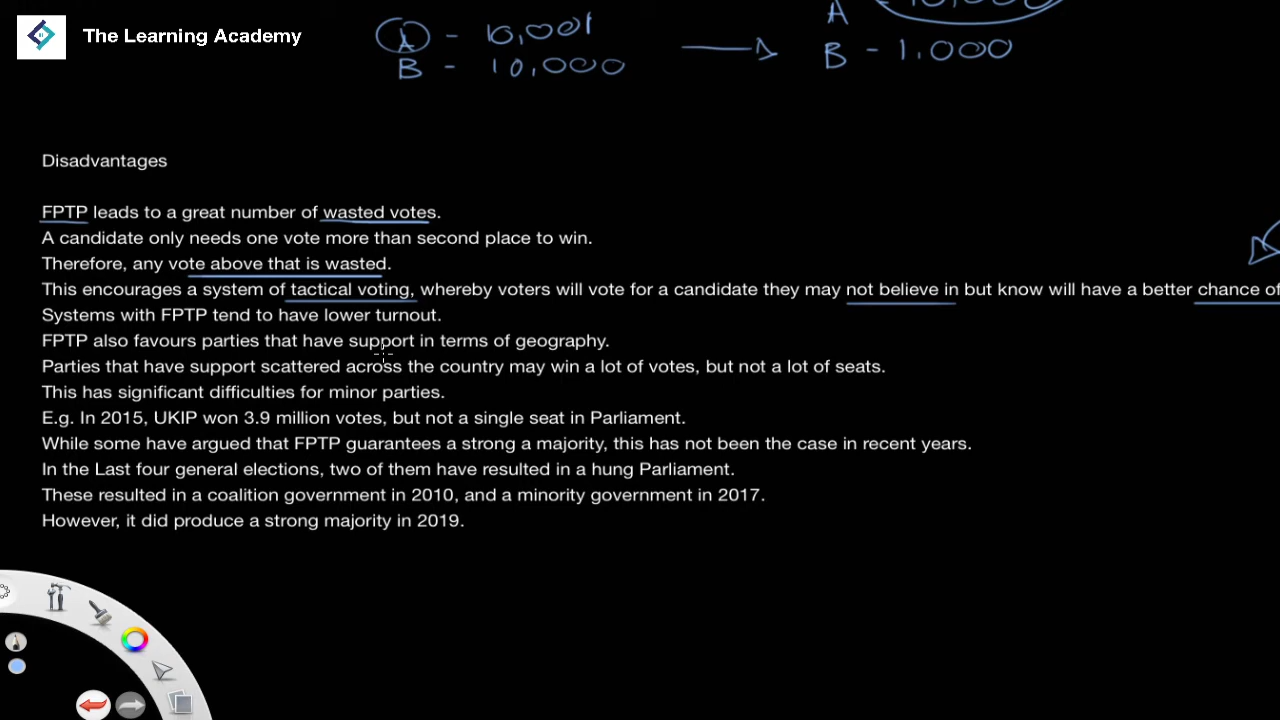 The Learning Academy
A - 10,001
B - 10,000
A
B - 1,000
Disadvantages
FPTP leads to a great number of wasted votes.
A candidate only needs one vote more than second place to win.
Therefore, any vote above that is wasted.
This encourages a system of tactical voting, whereby voters will vote for a candidate they may not believe in but know will have a better chance of
Systems with FPTP tend to have lower turnout.
FPTP also favours parties that have support in terms of geography.
Parties that have support scattered across the country may win a lot of votes, but not a lot of seats.
This has significant difficulties for minor parties.
E.g. In 2015, UKIP won 3.9 million votes, but not a single seat in Parliament.
While some have argued that FPTP guarantees a strong a majority, this has not been the case in recent years.
In the Last four general elections, two of them have resulted in a hung Parliament.
These resulted in a coalition government in 2010, and a minority government in 2017.
However, it did produce a strong majority in 2019.